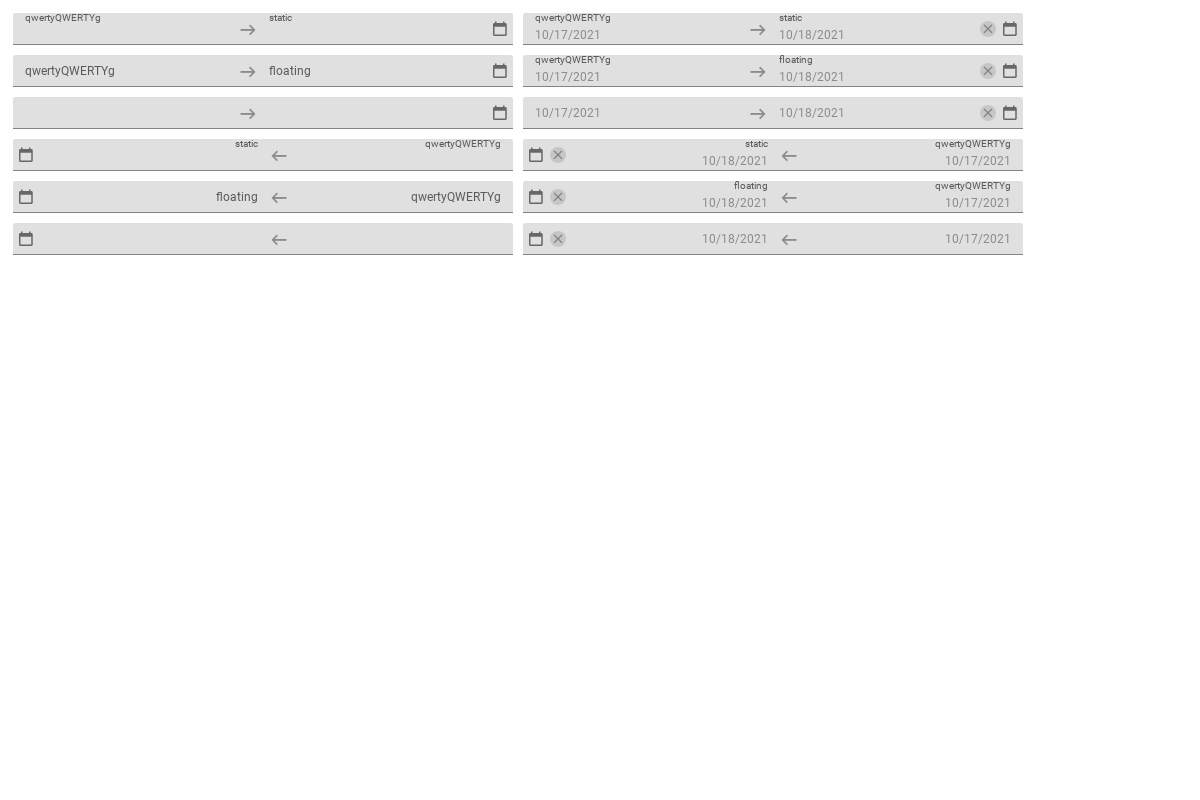 qwertyQWERTYg static qwertyQWERTYg static
10/17/2021 10/18/2021
qwertyQWERTYg floating qwertyQWERTYg floating
10/17/2021 10/18/2021
10/17/2021 10/18/2021
static qwertyQWERTYg static qwertyQWERTYg
10/18/2021 10/17/2021
floating qwertyQWERTYg floating qwertyQWERTYg
10/18/2021 10/17/2021
10/18/2021 10/17/2021